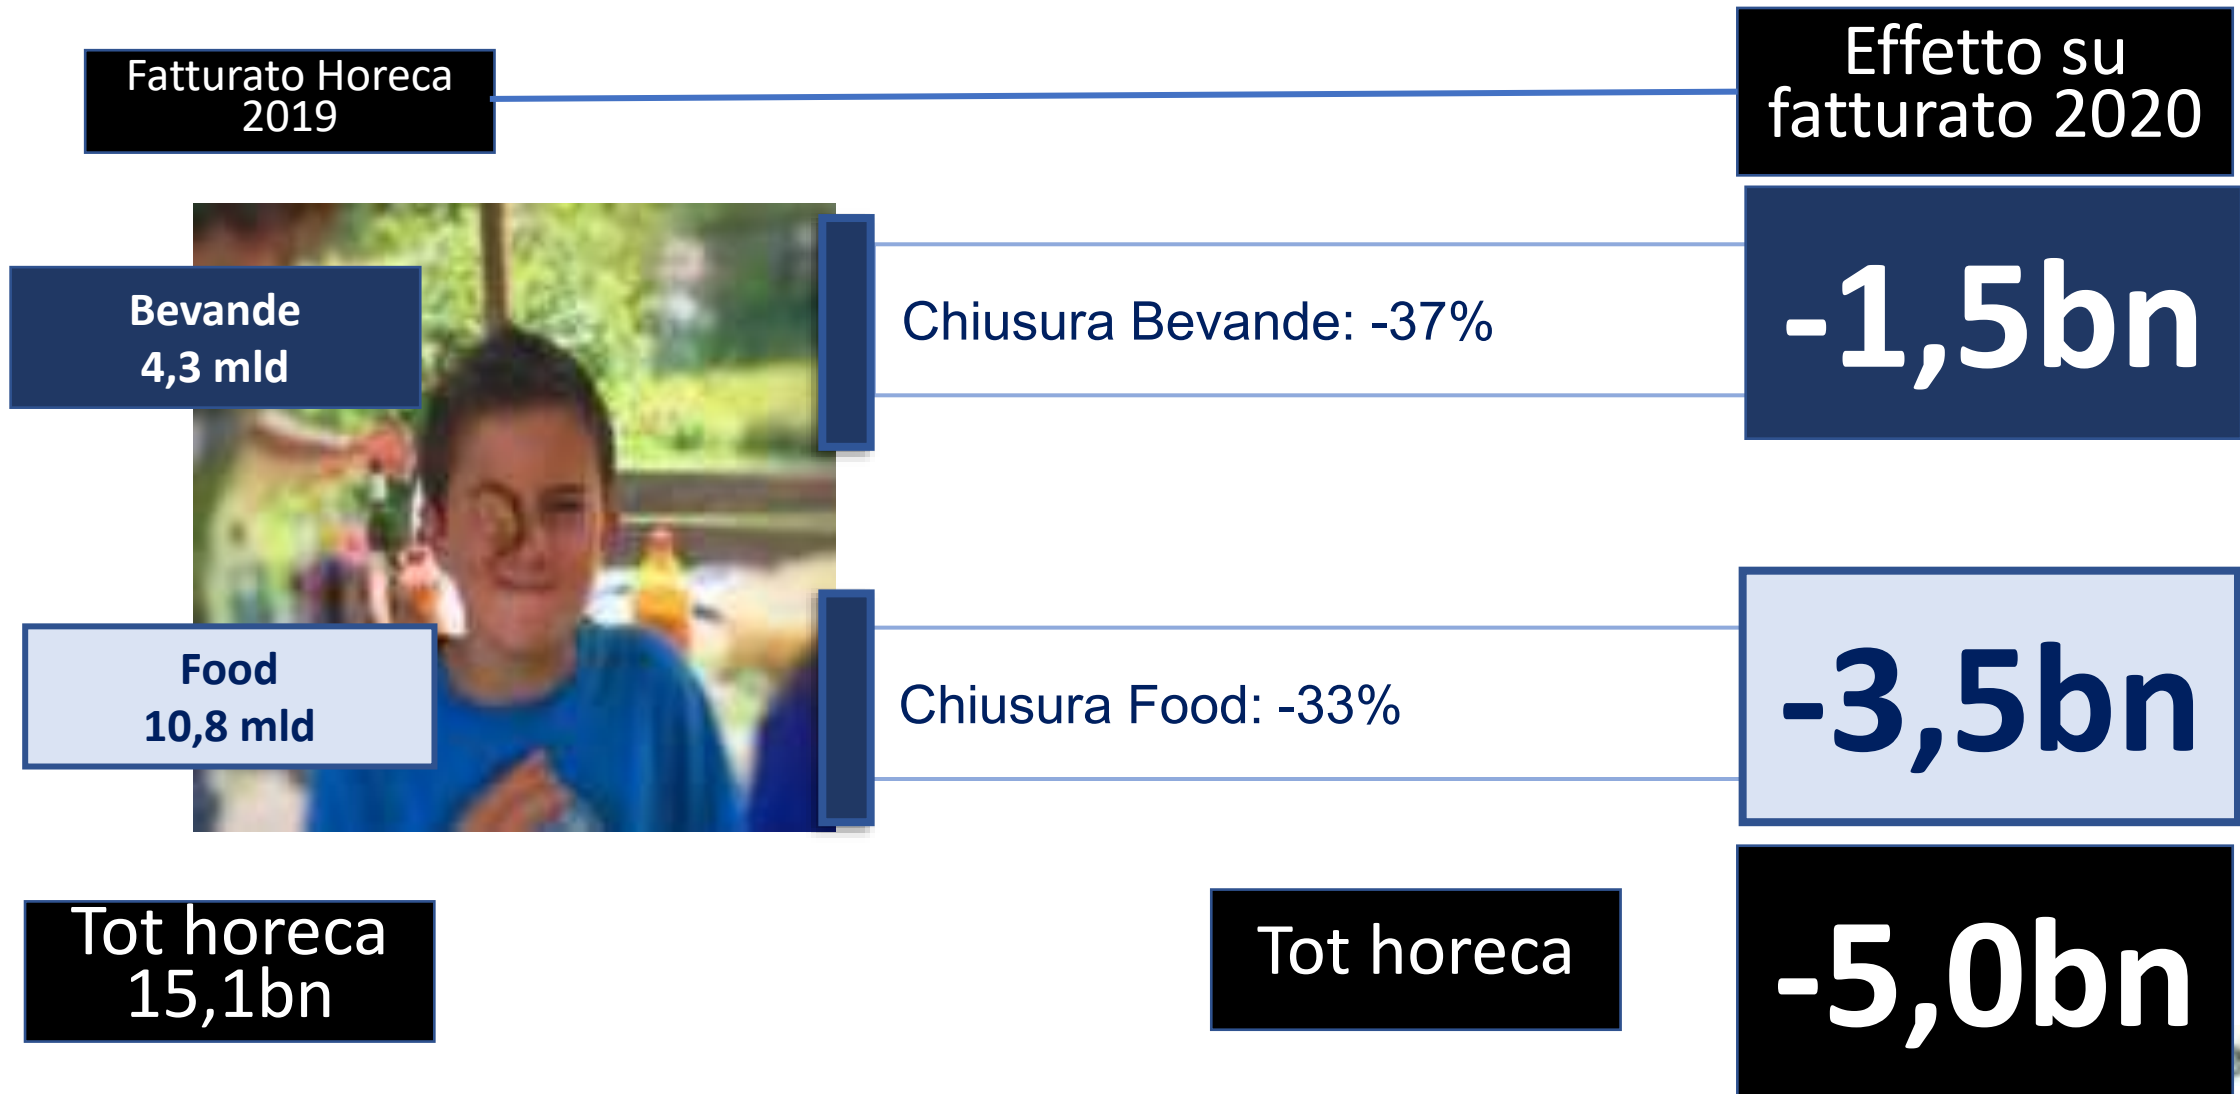 Fatturato Horeca
2019
Effetto su
fatturato 2020
Bevande
4,3 mld
Chiusura Bevande: -37%
-1,5bn
Food
10,8 mld
Chiusura Food: -33%
-3,5bn
Tot horeca
15,1bn
Tot horeca
-5,0bn